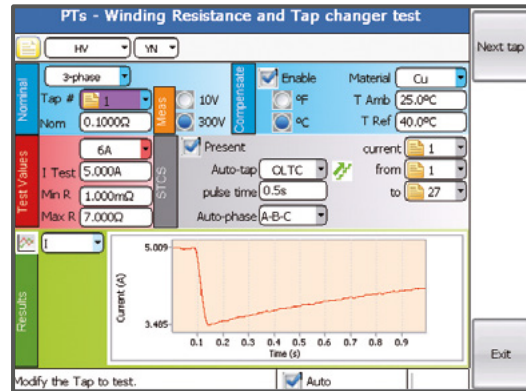 PTs - Winding Resistance and Tap changer test
Next tap
HV YN
Nominal
3-phase
Tap # 1
Nom 0.1000Ω
Meas
10V
300V
Compensate
Enable Material Cu
ºF T Amb 25.0ºC
ºC T Ref 40.0ºC
Test Values
6A
I Test 5.000A
Min R 1.000mΩ
Max R 7.000Ω
STCS
Present current 1
Auto-tap OLTC from 1
pulse time 0.5s to 27
Auto-phase A-B-C
Results
I
5.009
Current (A)
3.485
0.1 0.2 0.3 0.4 0.5 0.6 0.7 0.8 0.9
Time (s)
Modify the Tap to test. Auto
Exit